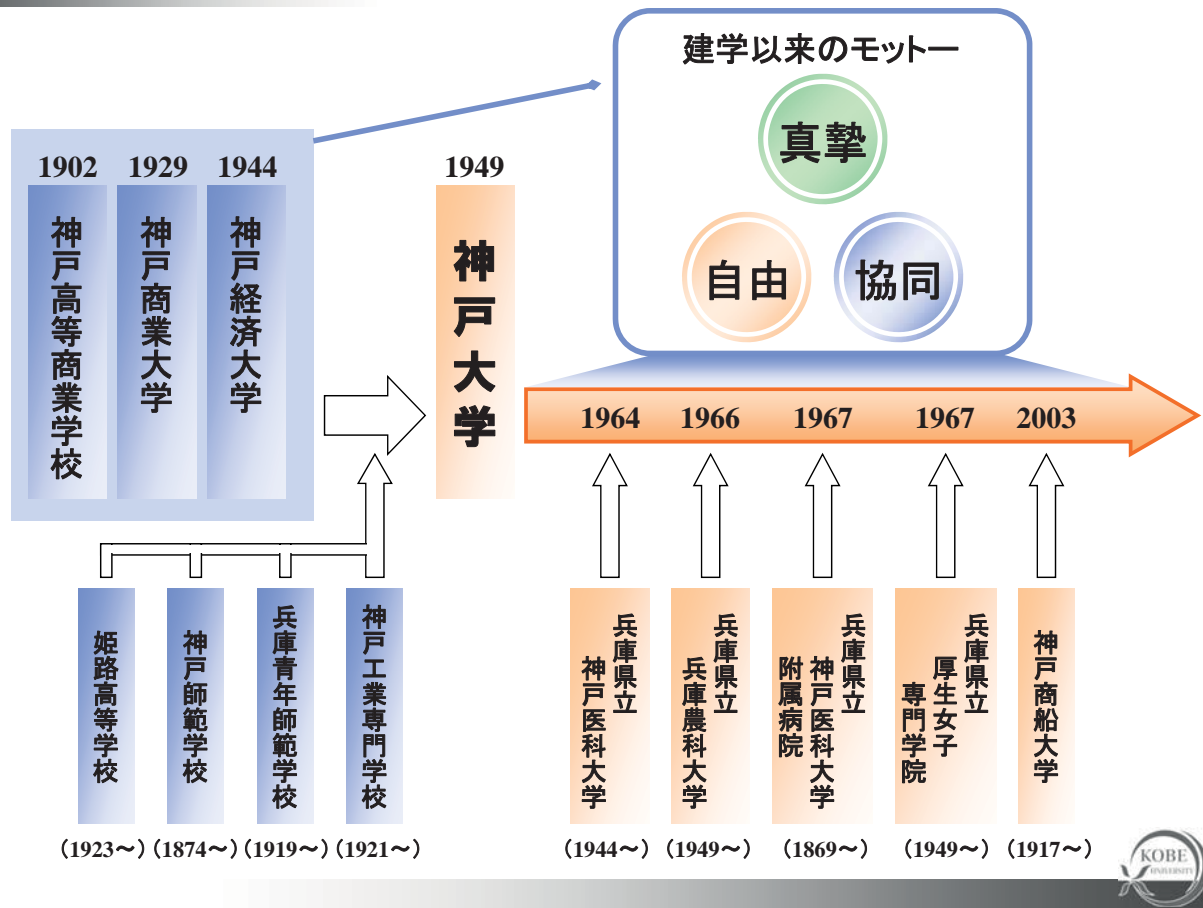 建学以来のモットー
真摯
自由
協同
1902
神戸高等商業学校
1929
神戸商業大学
1944
神戸経済大学
1949
神戸大学
1964
1966
1967
1967
2003
姫路高等学校
(1923～)
神戸師範学校
(1874～)
兵庫青年師範学校
(1919～)
神戸工業専門学校
(1921～)
兵庫県立
神戸医科大学
(1944～)
兵庫県立
兵庫農科大学
(1949～)
兵庫県立
神戸医科大学
附属病院
(1869～)
兵庫県立
厚生女子
専門学院
(1949～)
神戸商船大学
(1917～)
KOBE
UNIVERSITY